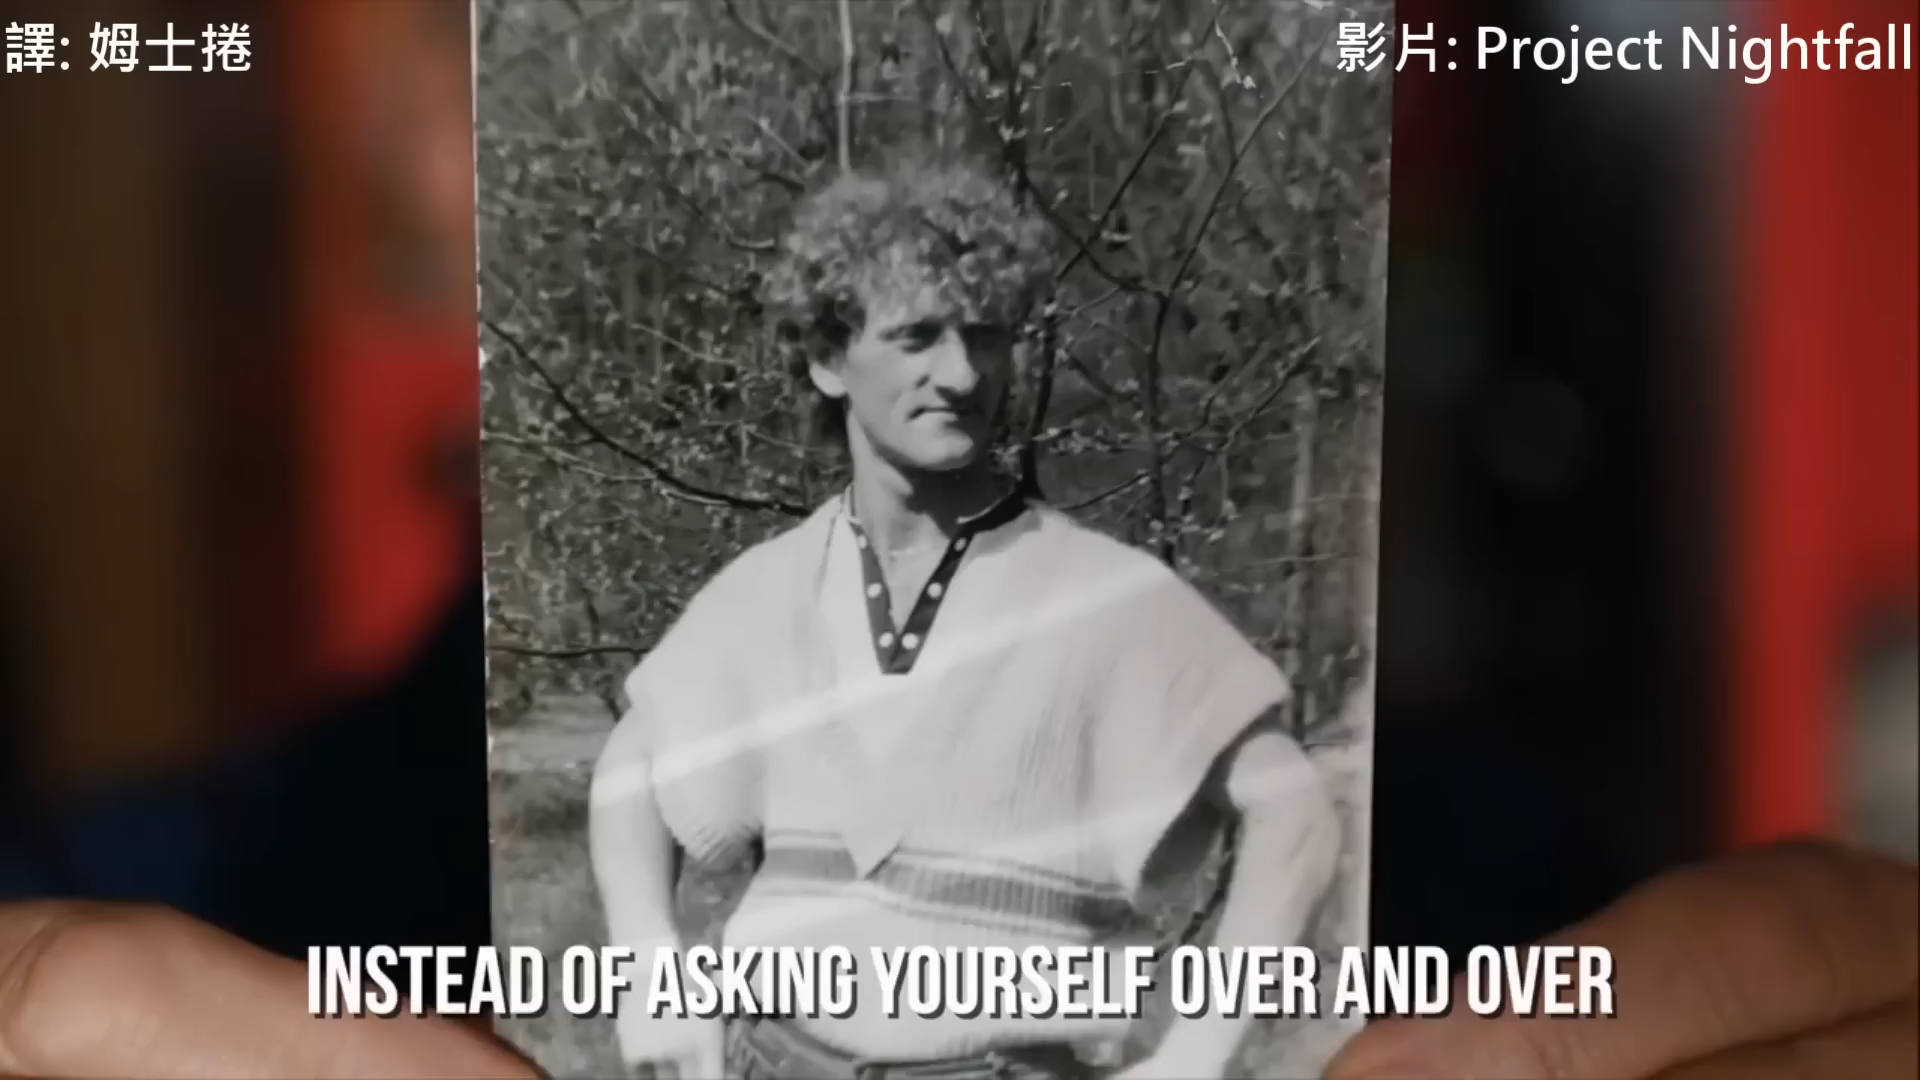 譯: 姆士捲
影片: Project Nightfall
INSTEAD OF ASKING YOURSELF OVER AND OVER